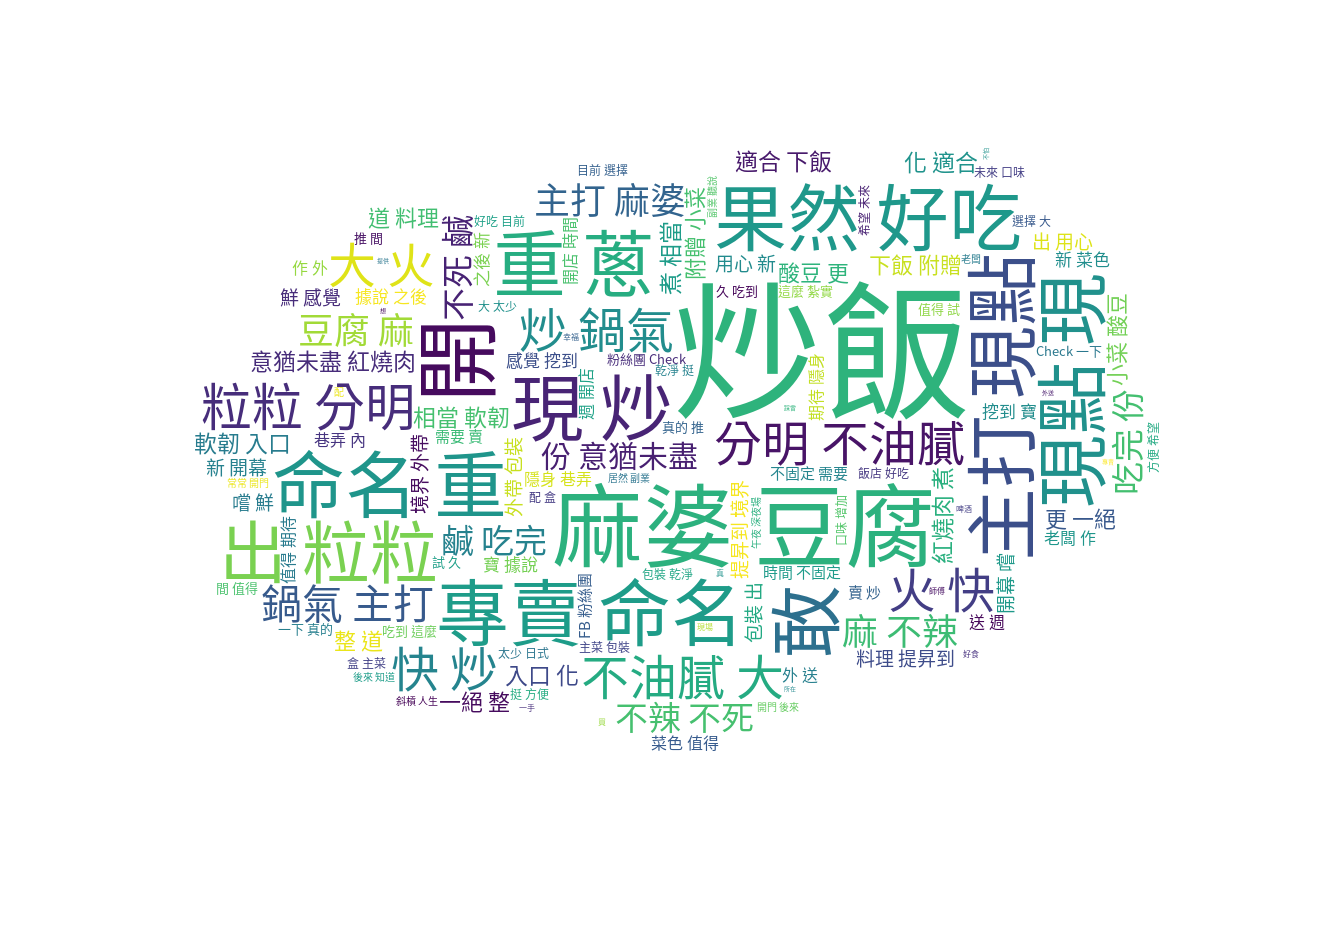 目前 選擇
適合 下飯
化 適合
不怕
未來 口味
主打 麻婆
附贈 小菜
副業 聽說
果然 好吃
希望 未來
選擇 大
道 料理
不死 鹹
好吃 目前
推 間
提供
大火
作 外
之後 新
重 蔥
開店 時間
煮 相當
用心 新
酸豆 更
下飯 附贈
老闆
出 用心
新 菜色
鮮 感覺
據說 之後
想
大 太少
久 吃到
這麼 紮實
現點
現
值得 試
小菜 酸豆
豆腐 麻
開
炒 鍋氣
幸福
炒飯
意猶未盡 紅燒肉
感覺 挖到
粉絲團 Check
乾淨 挺
Check 一下
期待 隱身
現點
粒粒 分明
配
相當 軟韌
現 炒
週 開店
外送
挖到 寶
吃完 份
真的 推
軟韌 入口
巷弄 內
需要 賣
份 意猶未盡
分明 不油膩
主打
方便 希望
新 開幕
命名 重
境界 外帶
外帶 包裝
隱身 巷弄
居然 副業
不固定 需要
飯店 好吃
紅燒肉 煮
常常 開門
嚐 鮮
配 盒
麻婆豆腐
提昇到 境界
午夜 深夜場
口味 增加
啤酒
更 一絕
老闆 作
出 粒粒
值得 期待
鹹 吃完
寶 據說
試 久
包裝 乾淨
真
時間 不固定
開幕 嚐
間 值得
鍋氣 主打
專賣
FB 粉絲團
命名
包裝 出
敢
賣 炒
火 快
師傅
送 週
一下 真的
吃到 這麼
整 道
現場
麻 不辣
盒 主菜
快 炒
太少 日式
主菜 包裝
料理 提昇到
好食
後來 知道
入口 化
不油膩 大
外 送
所在
斜槓 人生
一絕 整
挺 方便
一手
買
不辣 不死
開門 後來
菜色 值得